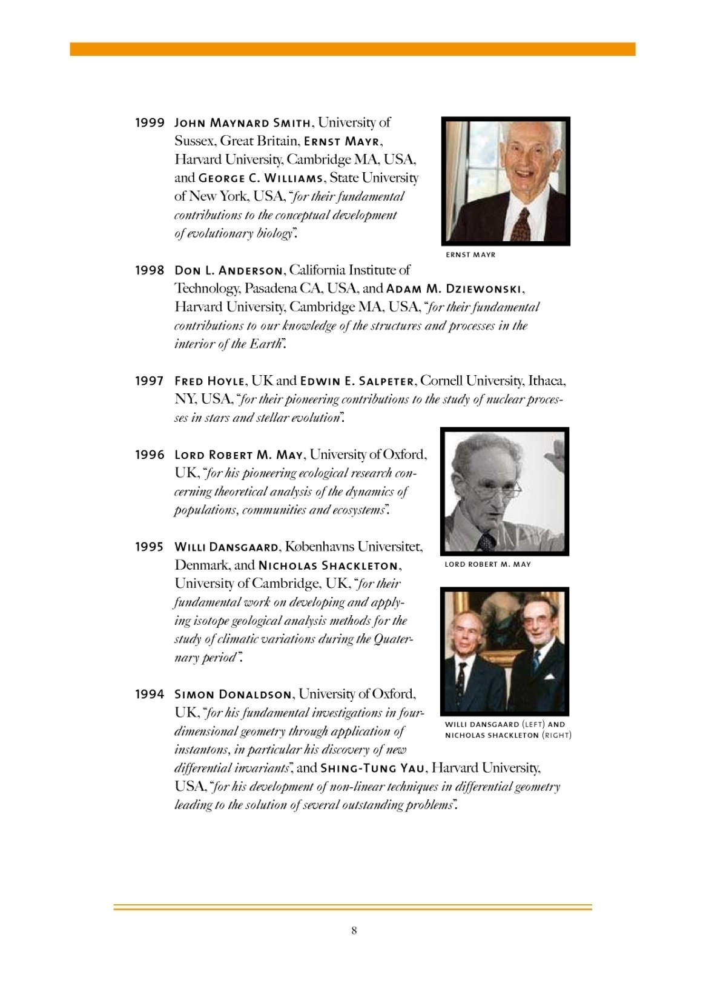 1999 John Maynard Smith, University of
Sussex, Great Britain, Ernst Mayr,
Harvard University, Cambridge MA, USA,
and George C. Williams, State University
of New York, USA, “for their fundamental
contributions to the conceptual development
of evolutionary biology”.
ERNST MAYR
1998 Don L. Anderson, California Institute of
Technology, Pasadena CA, USA, and Adam M. Dziewonski,
Harvard University, Cambridge MA, USA, “for their fundamental
contributions to our knowledge of the structures and processes in the
interior of the Earth”.
1997 Fred Hoyle, UK and Edwin E. Salpeter, Cornell University, Ithaca,
NY, USA, “for their pioneering contributions to the study of nuclear proces-
ses in stars and stellar evolution”.
1996 Lord Robert M. May, University of Oxford,
UK, “for his pioneering ecological research con-
cerning theoretical analysis of the dynamics of
populations, communities and ecosystems”.
LORD ROBERT M. MAY
1995 Willi Dansgaard, Københavns Universitet,
Denmark, and Nicholas Shackleton,
University of Cambridge, UK, “for their
fundamental work on developing and apply-
ing isotope geological analysis methods for the
study of climatic variations during the Quater-
nary period”.
WILLI DANSGAARD (LEFT) AND
NICHOLAS SHACKLETON (RIGHT)
1994 Simon Donaldson, University of Oxford,
UK, “for his fundamental investigations in four-
dimensional geometry through application of
instantons, in particular his discovery of new
differential invariants”, and Shing-Tung Yau, Harvard University,
USA, “for his development of non-linear techniques in differential geometry
leading to the solution of several outstanding problems”.
8